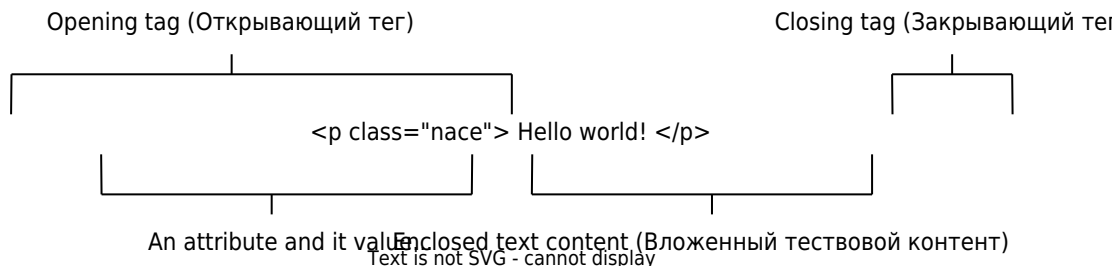 Opening tag (Открывающий тег)
Closing tag (Закрывающий тег
<p class="nace"> Hello world! </p>
An attribute and it value...
Enclosed text content (Вложенный тествовой контент)
Text is not SVG - cannot display